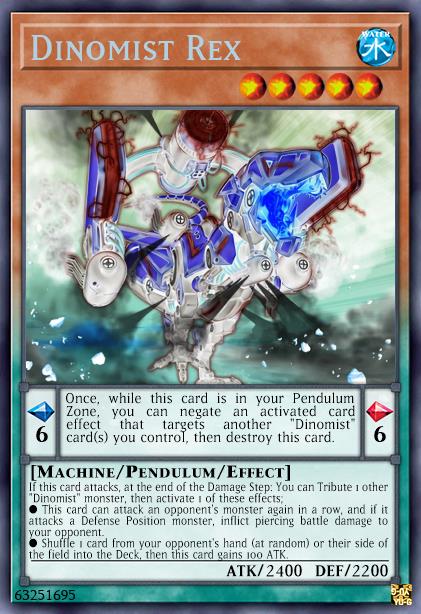 DINOMIST REX
WATER
水
Once, while this card is in your Pendulum
Zone, you can negate an activated card
effect that targets another "Dinomist"
card(s) you control, then destroy this card.
6
6
[MACHINE/PENDULUM/EFFECT]
If this card attacks, at the end of the Damage Step: You can Tribute 1 other
"Dinomist" monster, then activate 1 of these effects;
● This card can attack an opponent's monster again in a row, and if it
attacks a Defense Position monster, inflict piercing battle damage to
your opponent.
● Shuffle 1 card from your opponent's hand (at random) or their side of
the field into the Deck, then this card gains 100 ATK.
ATK/2400 DEF/2200
63251695